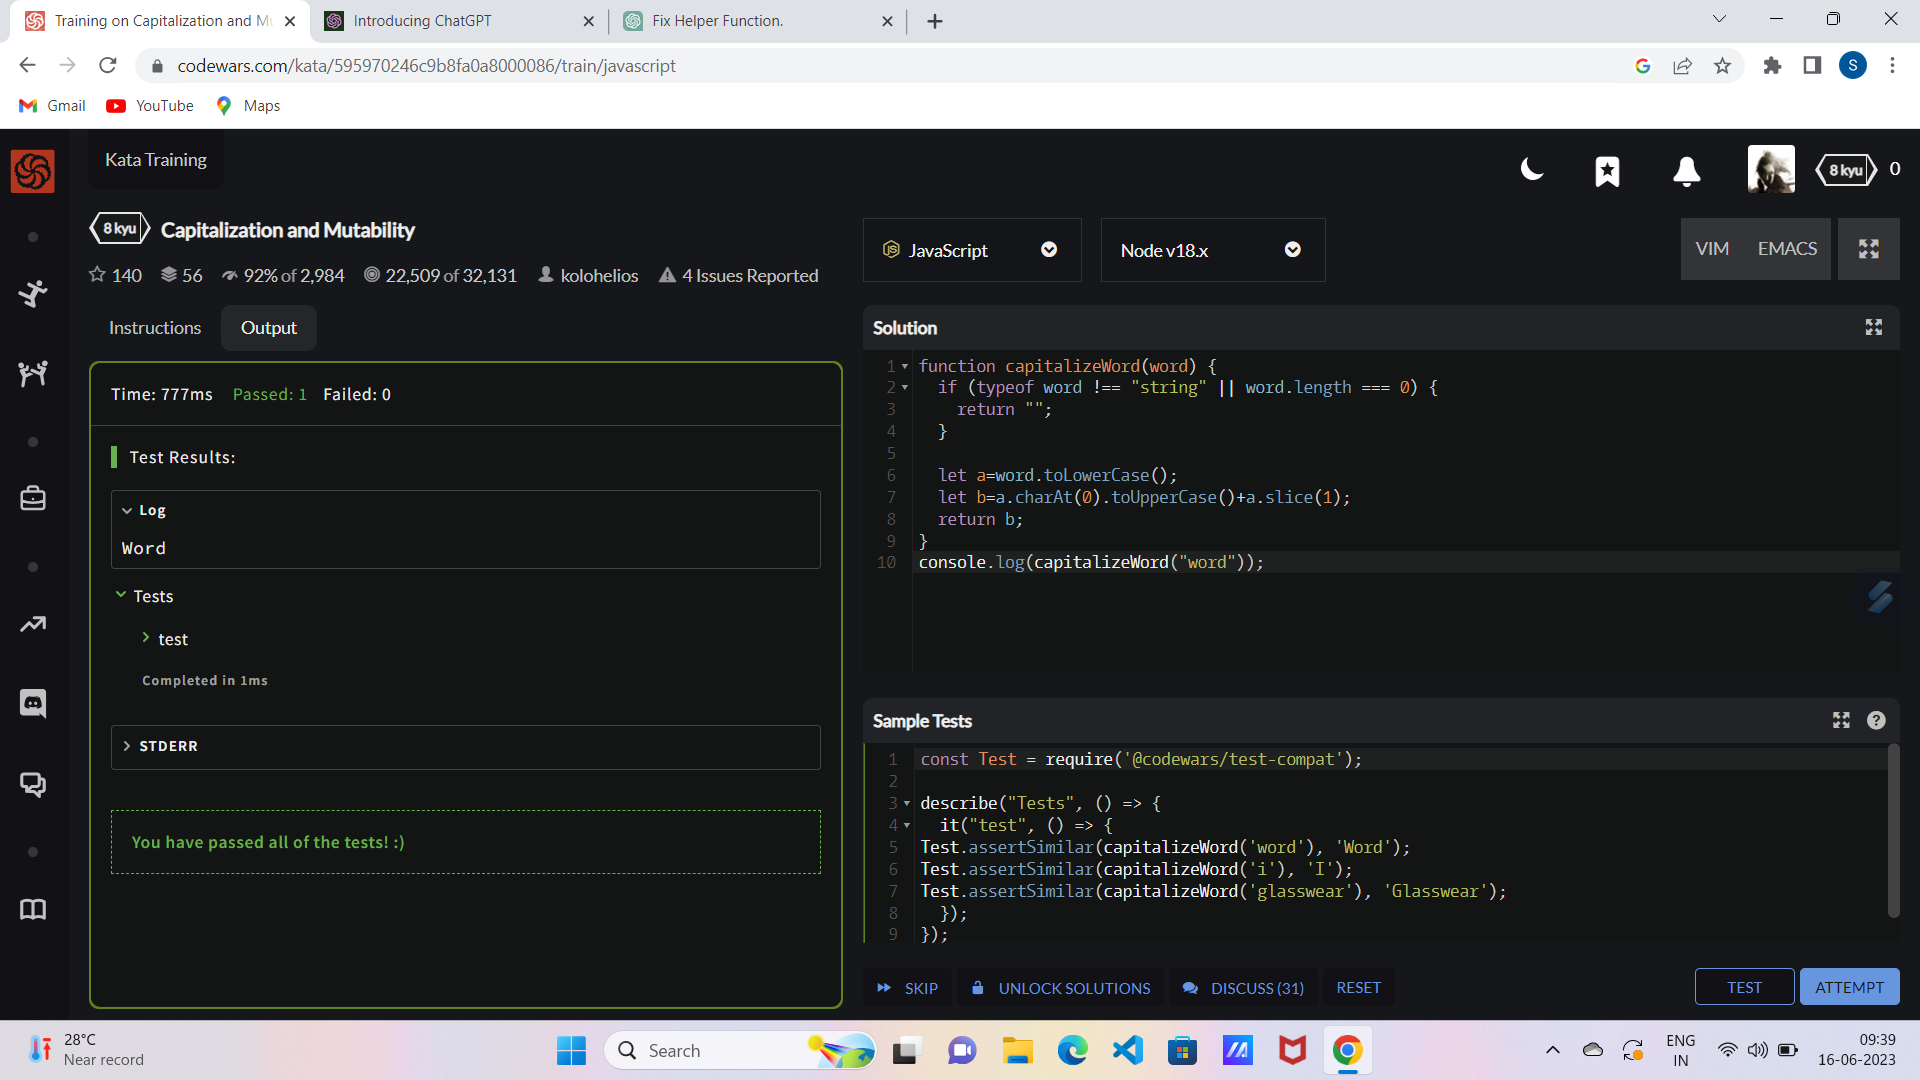 Training on Capitalization and Mu
Introducing ChatGPT
Fix Helper Function.
codewars.com/kata/595970246c9b8fa0a8000086/train/javascript
S
Gmail
YouTube
Maps
Kata Training
8 kyu
0
8 kyu
Capitalization and Mutability
140
56
92% of 2,984
22,509 of 32,131
kolohelios
4 Issues Reported
JavaScript
Node v18.x
VIM
EMACS
Instructions
Output
Time: 777ms Passed: 1 Failed: 0
Test Results:
Log
Word
Tests
test
Completed in 1ms
STDERR
You have passed all of the tests! :)
Solution
1 function capitalizeWord(word) {
2 if (typeof word !== "string" || word.length === 0) {
3 return "";
4 }
5
6 let a=word.toLowerCase();
7 let b=a.charAt(0).toUpperCase()+a.slice(1);
8 return b;
9 }
10 console.log(capitalizeWord("word"));
Sample Tests
?
1 const Test = require('@codewars/test-compat');
2
3 describe("Tests", () => {
4 it("test", () => {
5 Test.assertSimilar(capitalizeWord('word'), 'Word');
6 Test.assertSimilar(capitalizeWord('i'), 'I');
7 Test.assertSimilar(capitalizeWord('glasswear'), 'Glasswear');
8 });
9 });
SKIP
UNLOCK SOLUTIONS
DISCUSS (31)
RESET
TEST
ATTEMPT
28°C
Near record
Search
ENG
IN
09:39
16-06-2023